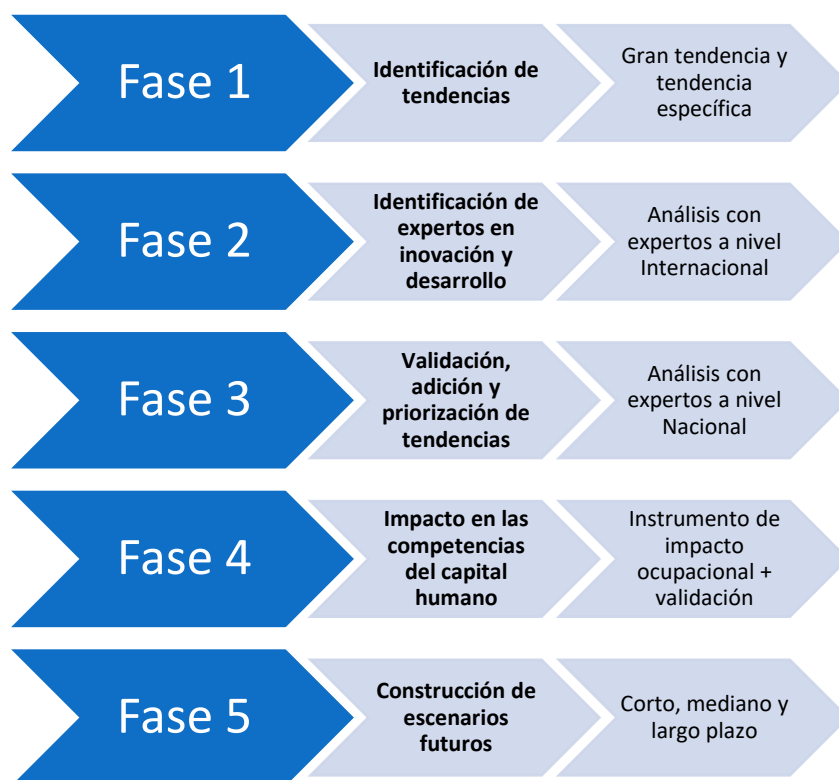 Fase 1
Identificación de
tendencias
Gran tendencia y
tendencia
específica
Fase 2
Identificación de
expertos en
inovación y
desarrollo
Análisis con
expertos a nivel
Internacional
Fase 3
Validación,
adición y
priorización de
tendencias
Análisis con
expertos a nivel
Nacional
Fase 4
Impacto en las
competencias
del capital
humano
Instrumento de
impacto
ocupacional +
validación
Fase 5
Construcción de
escenarios
futuros
Corto, mediano y
largo plazo